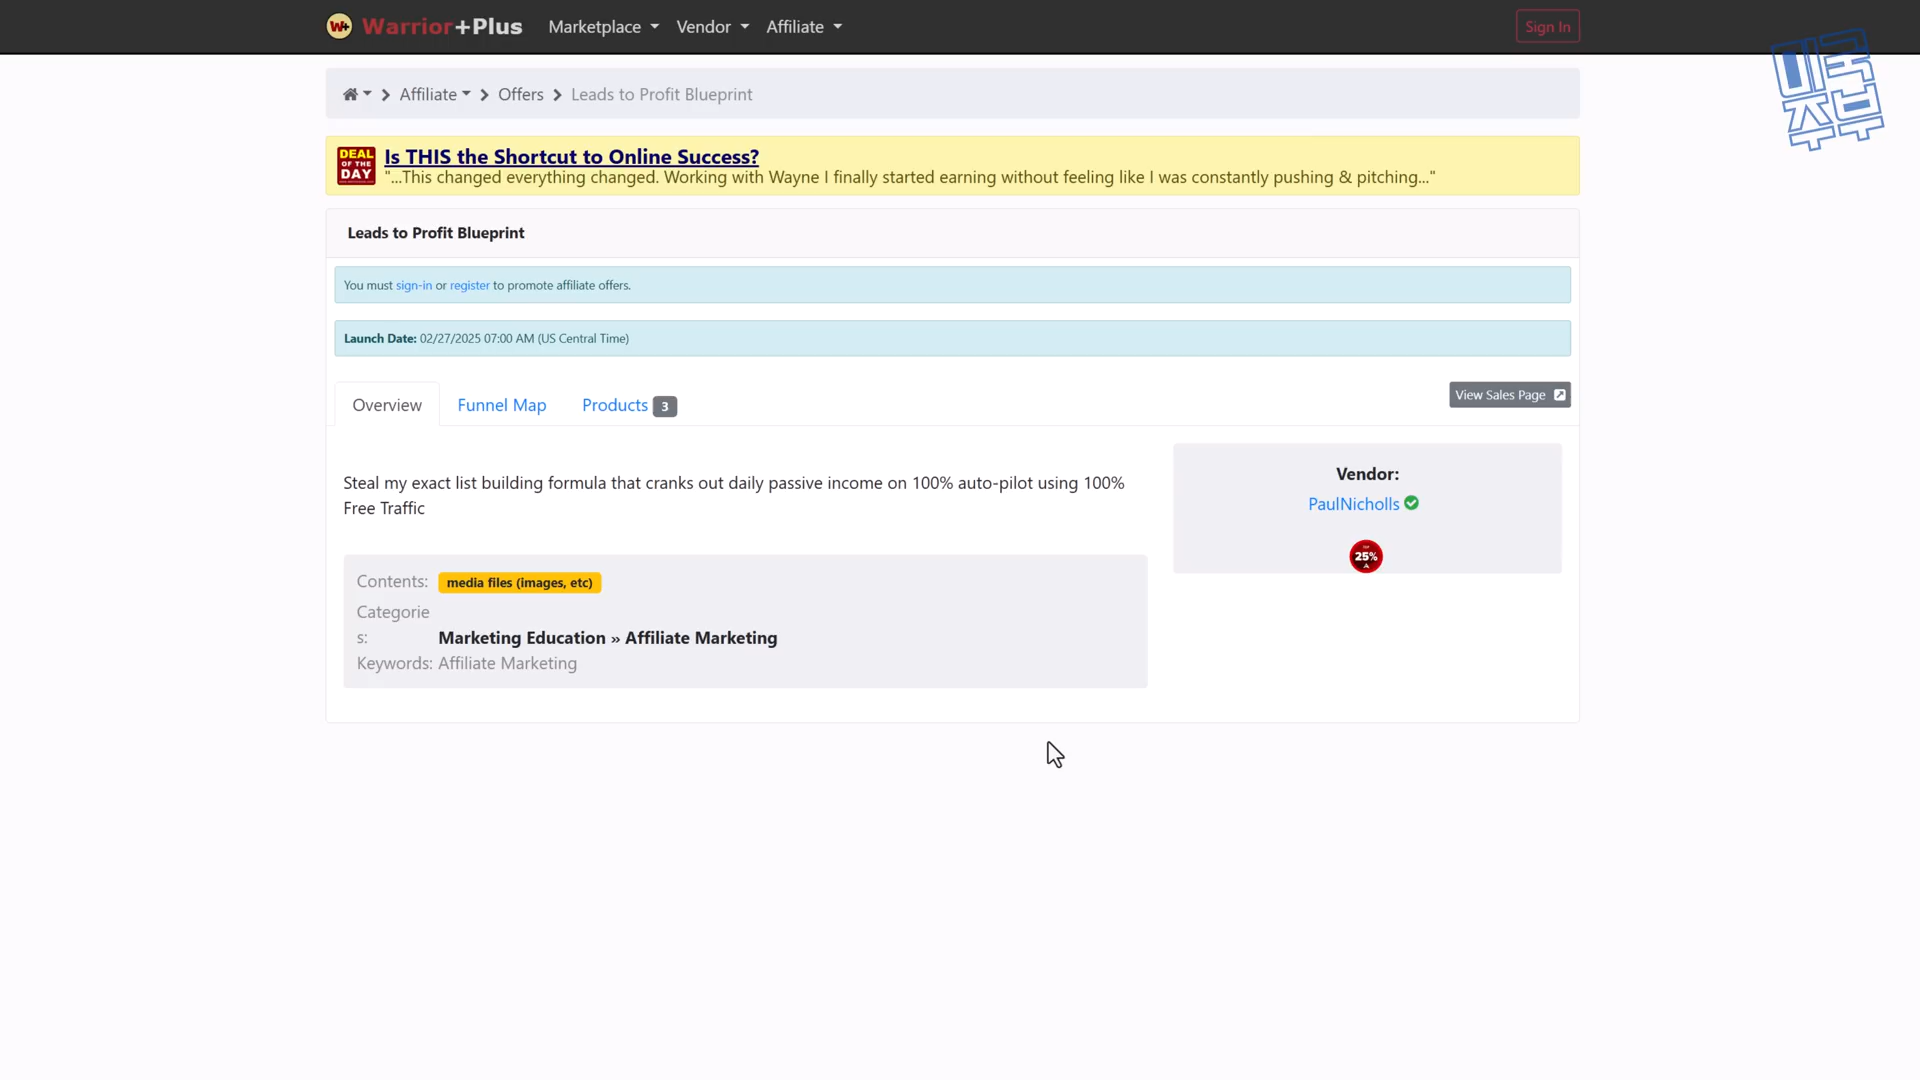 Warrior+Plus Marketplace Vendor Affiliate Sign In
미국
주부
Affiliate Offers Leads to Profit Blueprint
DEAL OF THE DAY
Is THIS the Shortcut to Online Success?
"...This changed everything changed. Working with Wayne I finally started earning without feeling like I was constantly pushing & pitching..."
Leads to Profit Blueprint
You must sign-in or register to promote affiliate offers.
Launch Date: 02/27/2025 07:00 AM (US Central Time)
Overview Funnel Map Products 3 View Sales Page
Steal my exact list building formula that cranks out daily passive income on 100% auto-pilot using 100%
Free Traffic
Vendor:
PaulNicholls
25%
Contents: media files (images, etc)
Categorie
s: Marketing Education » Affiliate Marketing
Keywords: Affiliate Marketing